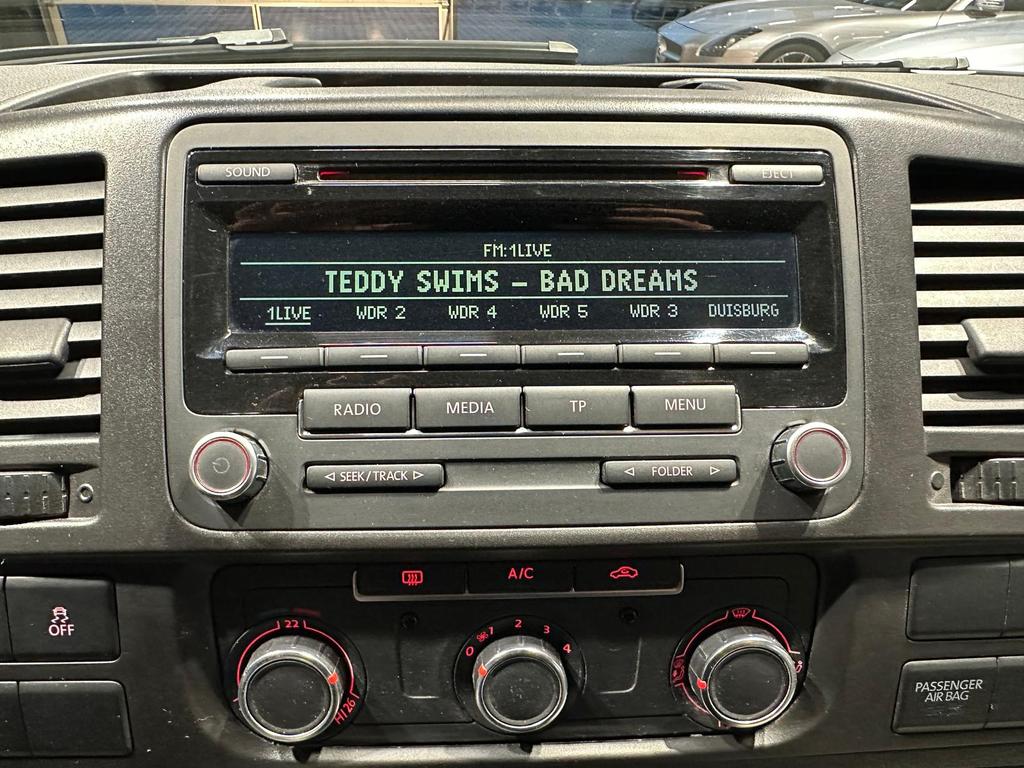 SOUND
EJECT
FM:1LIVE
TEDDY SWIMS – BAD DREAMS
1LIVE WDR 2 WDR 4 WDR 5 WDR 3 DUISBURG
RADIO MEDIA TP MENU
SEEK/TRACK
FOLDER
A/C
OFF
22
HI 26
0 1 2 3 4
PASSENGER
AIR BAG